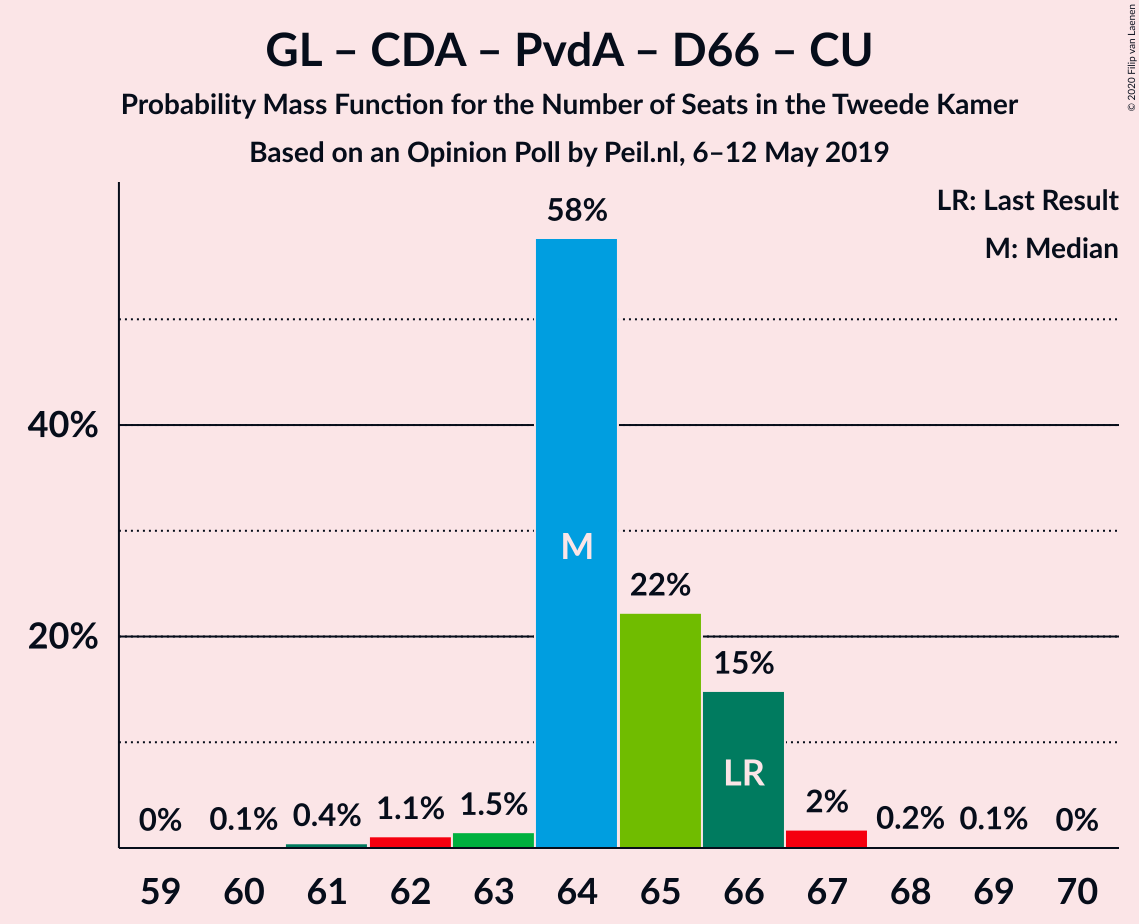 GL – CDA – PvdA – D66 – CU
Probability Mass Function for the Number of Seats in the Tweede Kamer
Based on an Opinion Poll by Peil.nl, 6–12 May 2019
© 2020 Filip van Laenen
LR: Last Result
M: Median
58%
40%
M
22%
20%
15%
LR
0% 0.1% 0.4% 1.1% 1.5% 2% 0.2% 0.1% 0%
59 60 61 62 63 64 65 66 67 68 69 70